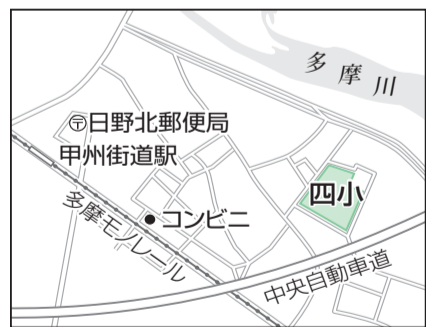 多摩川
〒日野北郵便局
甲州街道駅
四小
コンビニ
多摩モノレール
中央自動車道